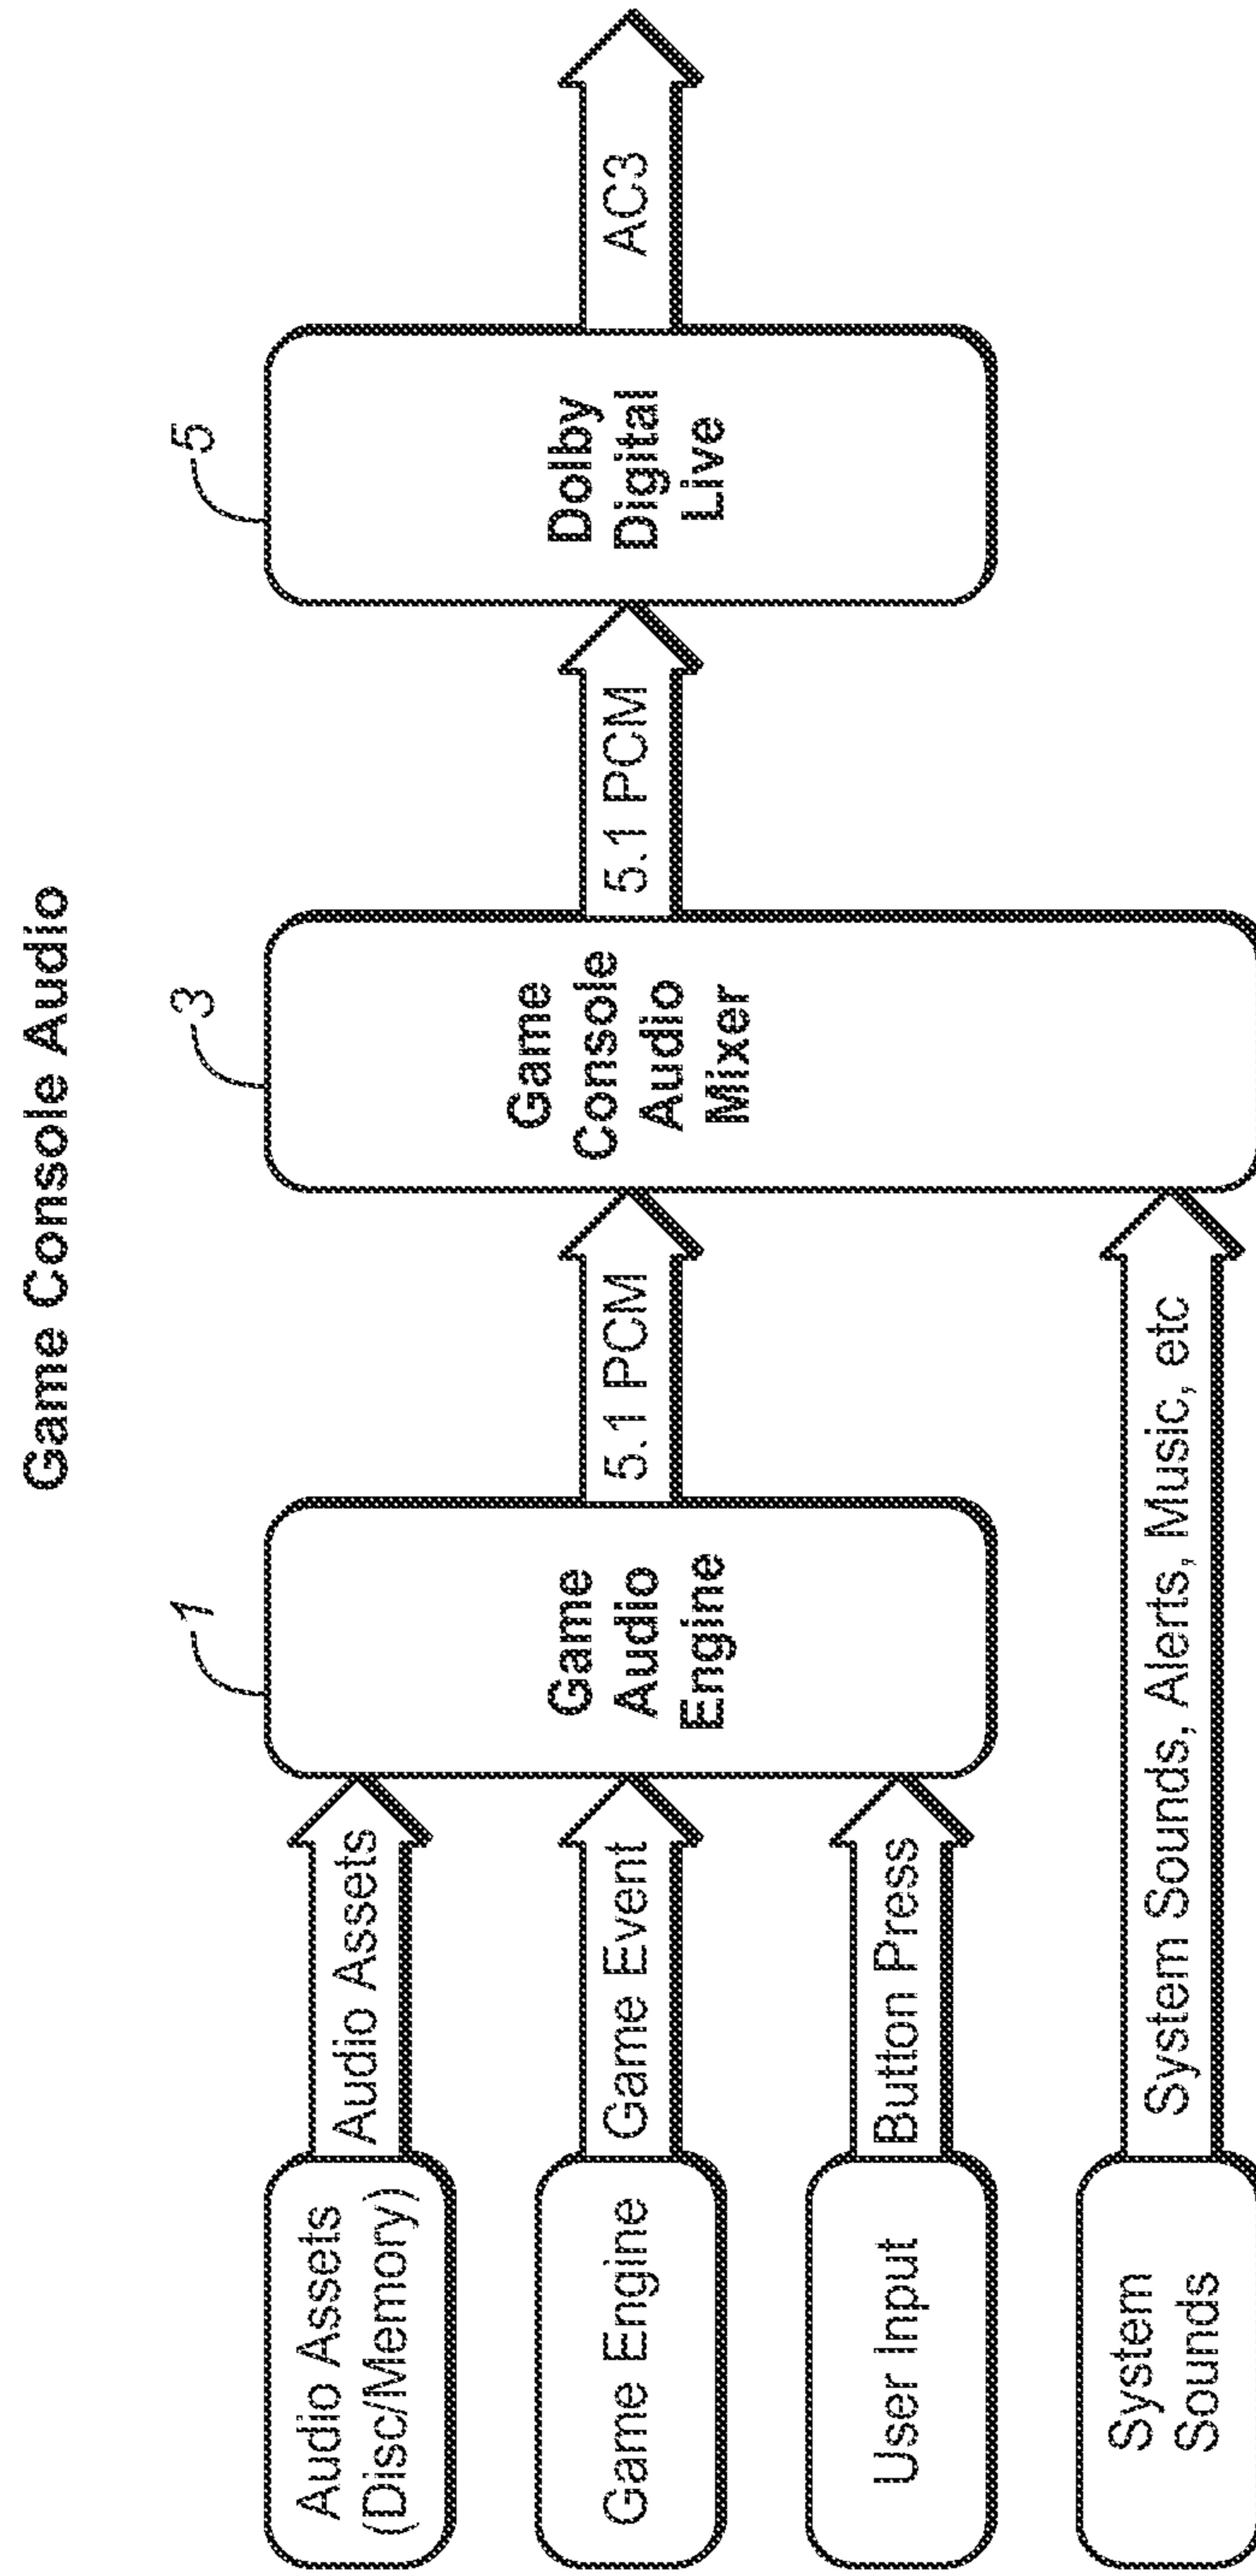 Game Console Audio
Audio Assets
(Disc/Memory)
Audio Assets
Game Engine
Game Event
User Input
Button Press
System
Sounds
System Sounds, Alerts, Music, etc
1
Game
Audio
Engine
5.1 PCM
3
Game
Console
Audio
Mixer
5.1 PCM
5
Dolby
Digital
Live
AC3